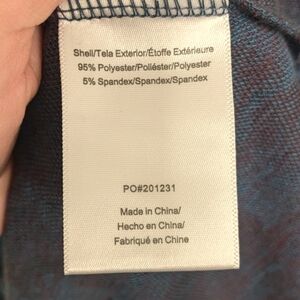 Shell/Tela Exterior/Étoffe Extérieure
95% Polyester/Poliéster/Polyester
5% Spandex/Spandex/Spandex
PO#201231
Made in China/
Hecho en China/
Fabriqué en Chine